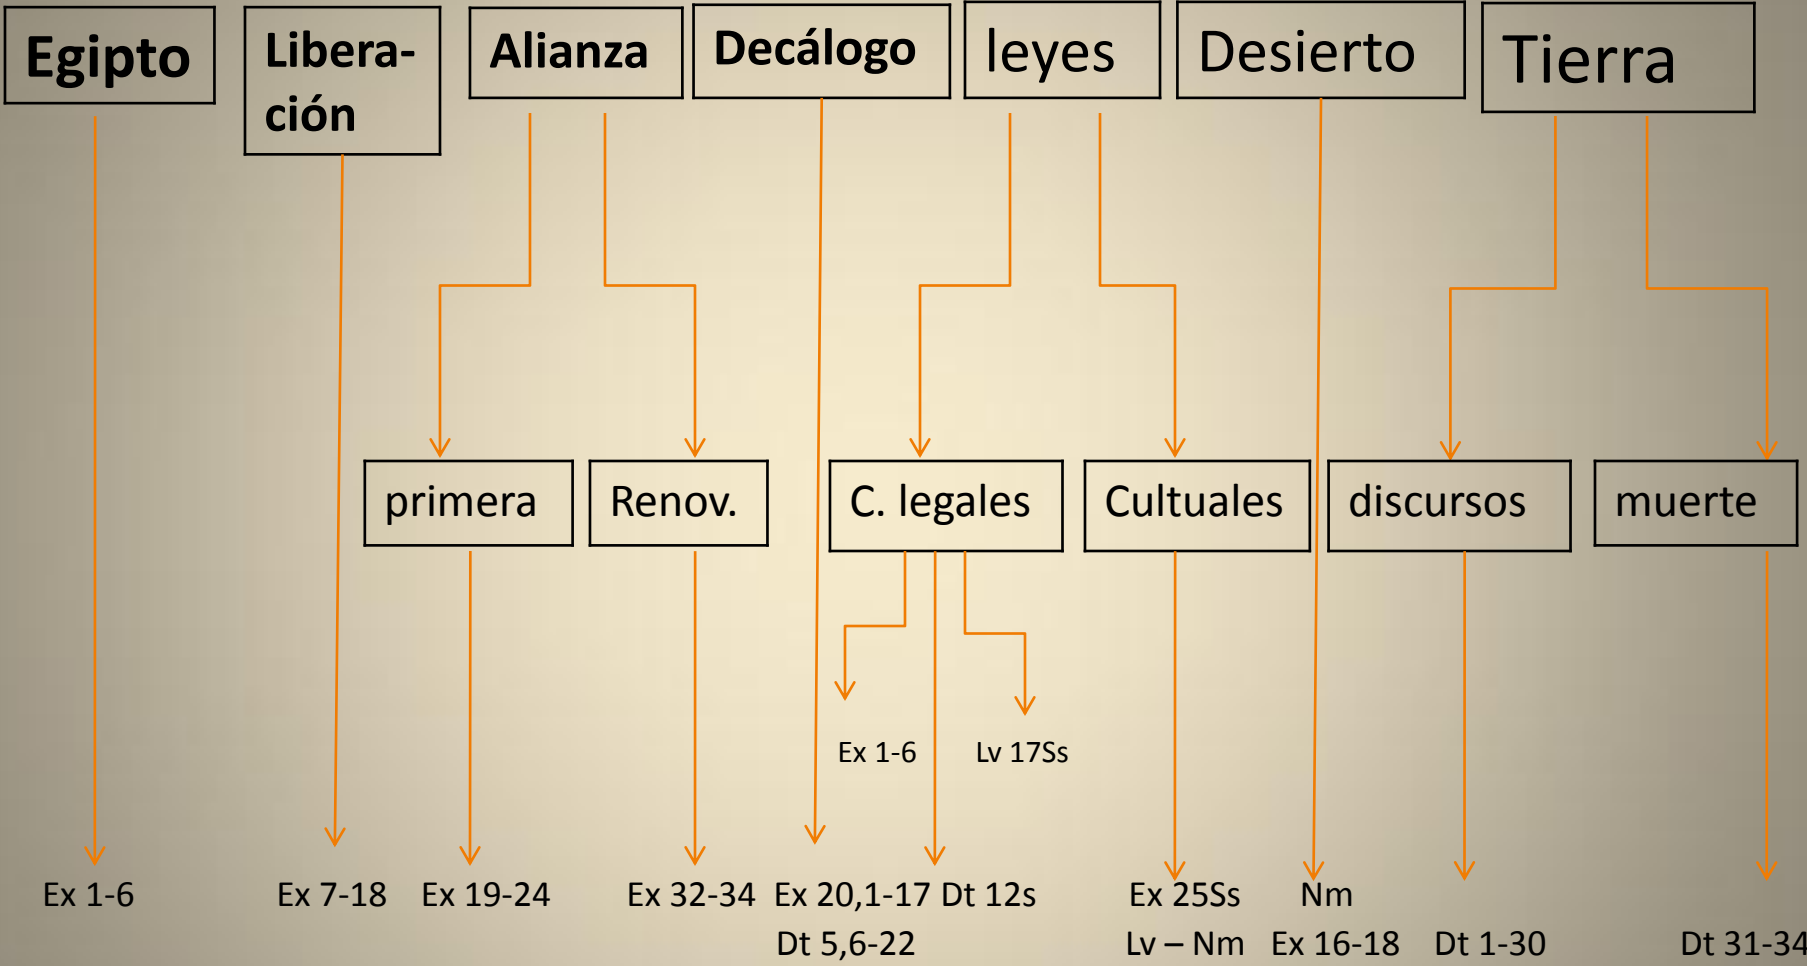 Egipto
Libera-
ción
Alianza
Decálogo
leyes
Desierto
Tierra
primera
Renov.
C. legales
Cultuales
discursos
muerte
Ex 1-6
Lv 17Ss
Ex 1-6
Ex 7-18
Ex 19-24
Ex 32-34
Ex 20,1-17
Dt 5,6-22
Dt 12s
Ex 25Ss
Lv – Nm
Nm
Ex 16-18
Dt 1-30
Dt 31-34